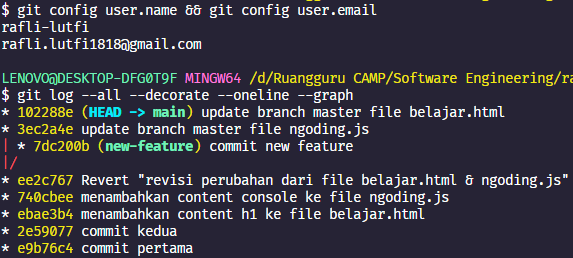 $ git config user.name && git config user.email
rafli-lutfi
rafli.lutfi1818@gmail.com
LENOVO@DESKTOP-DFG0T9F MINGW64 /d/Ruangguru CAMP/Software Engineering/ra
$ git log --all --decorate --oneline --graph
* 102288e (HEAD -> main) update branch master file belajar.html
* 3ec2a4e update branch master file ngoding.js
| * 7dc200b (new-feature) commit new feature
|/
* ee2c767 Revert "revisi perubahan dari file belajar.html & ngoding.js"
* 740cbee menambahkan content console ke file ngoding.js
* ebae3b4 menambahkan content h1 ke file belajar.html
* 2e59077 commit kedua
* e9b76c4 commit pertama